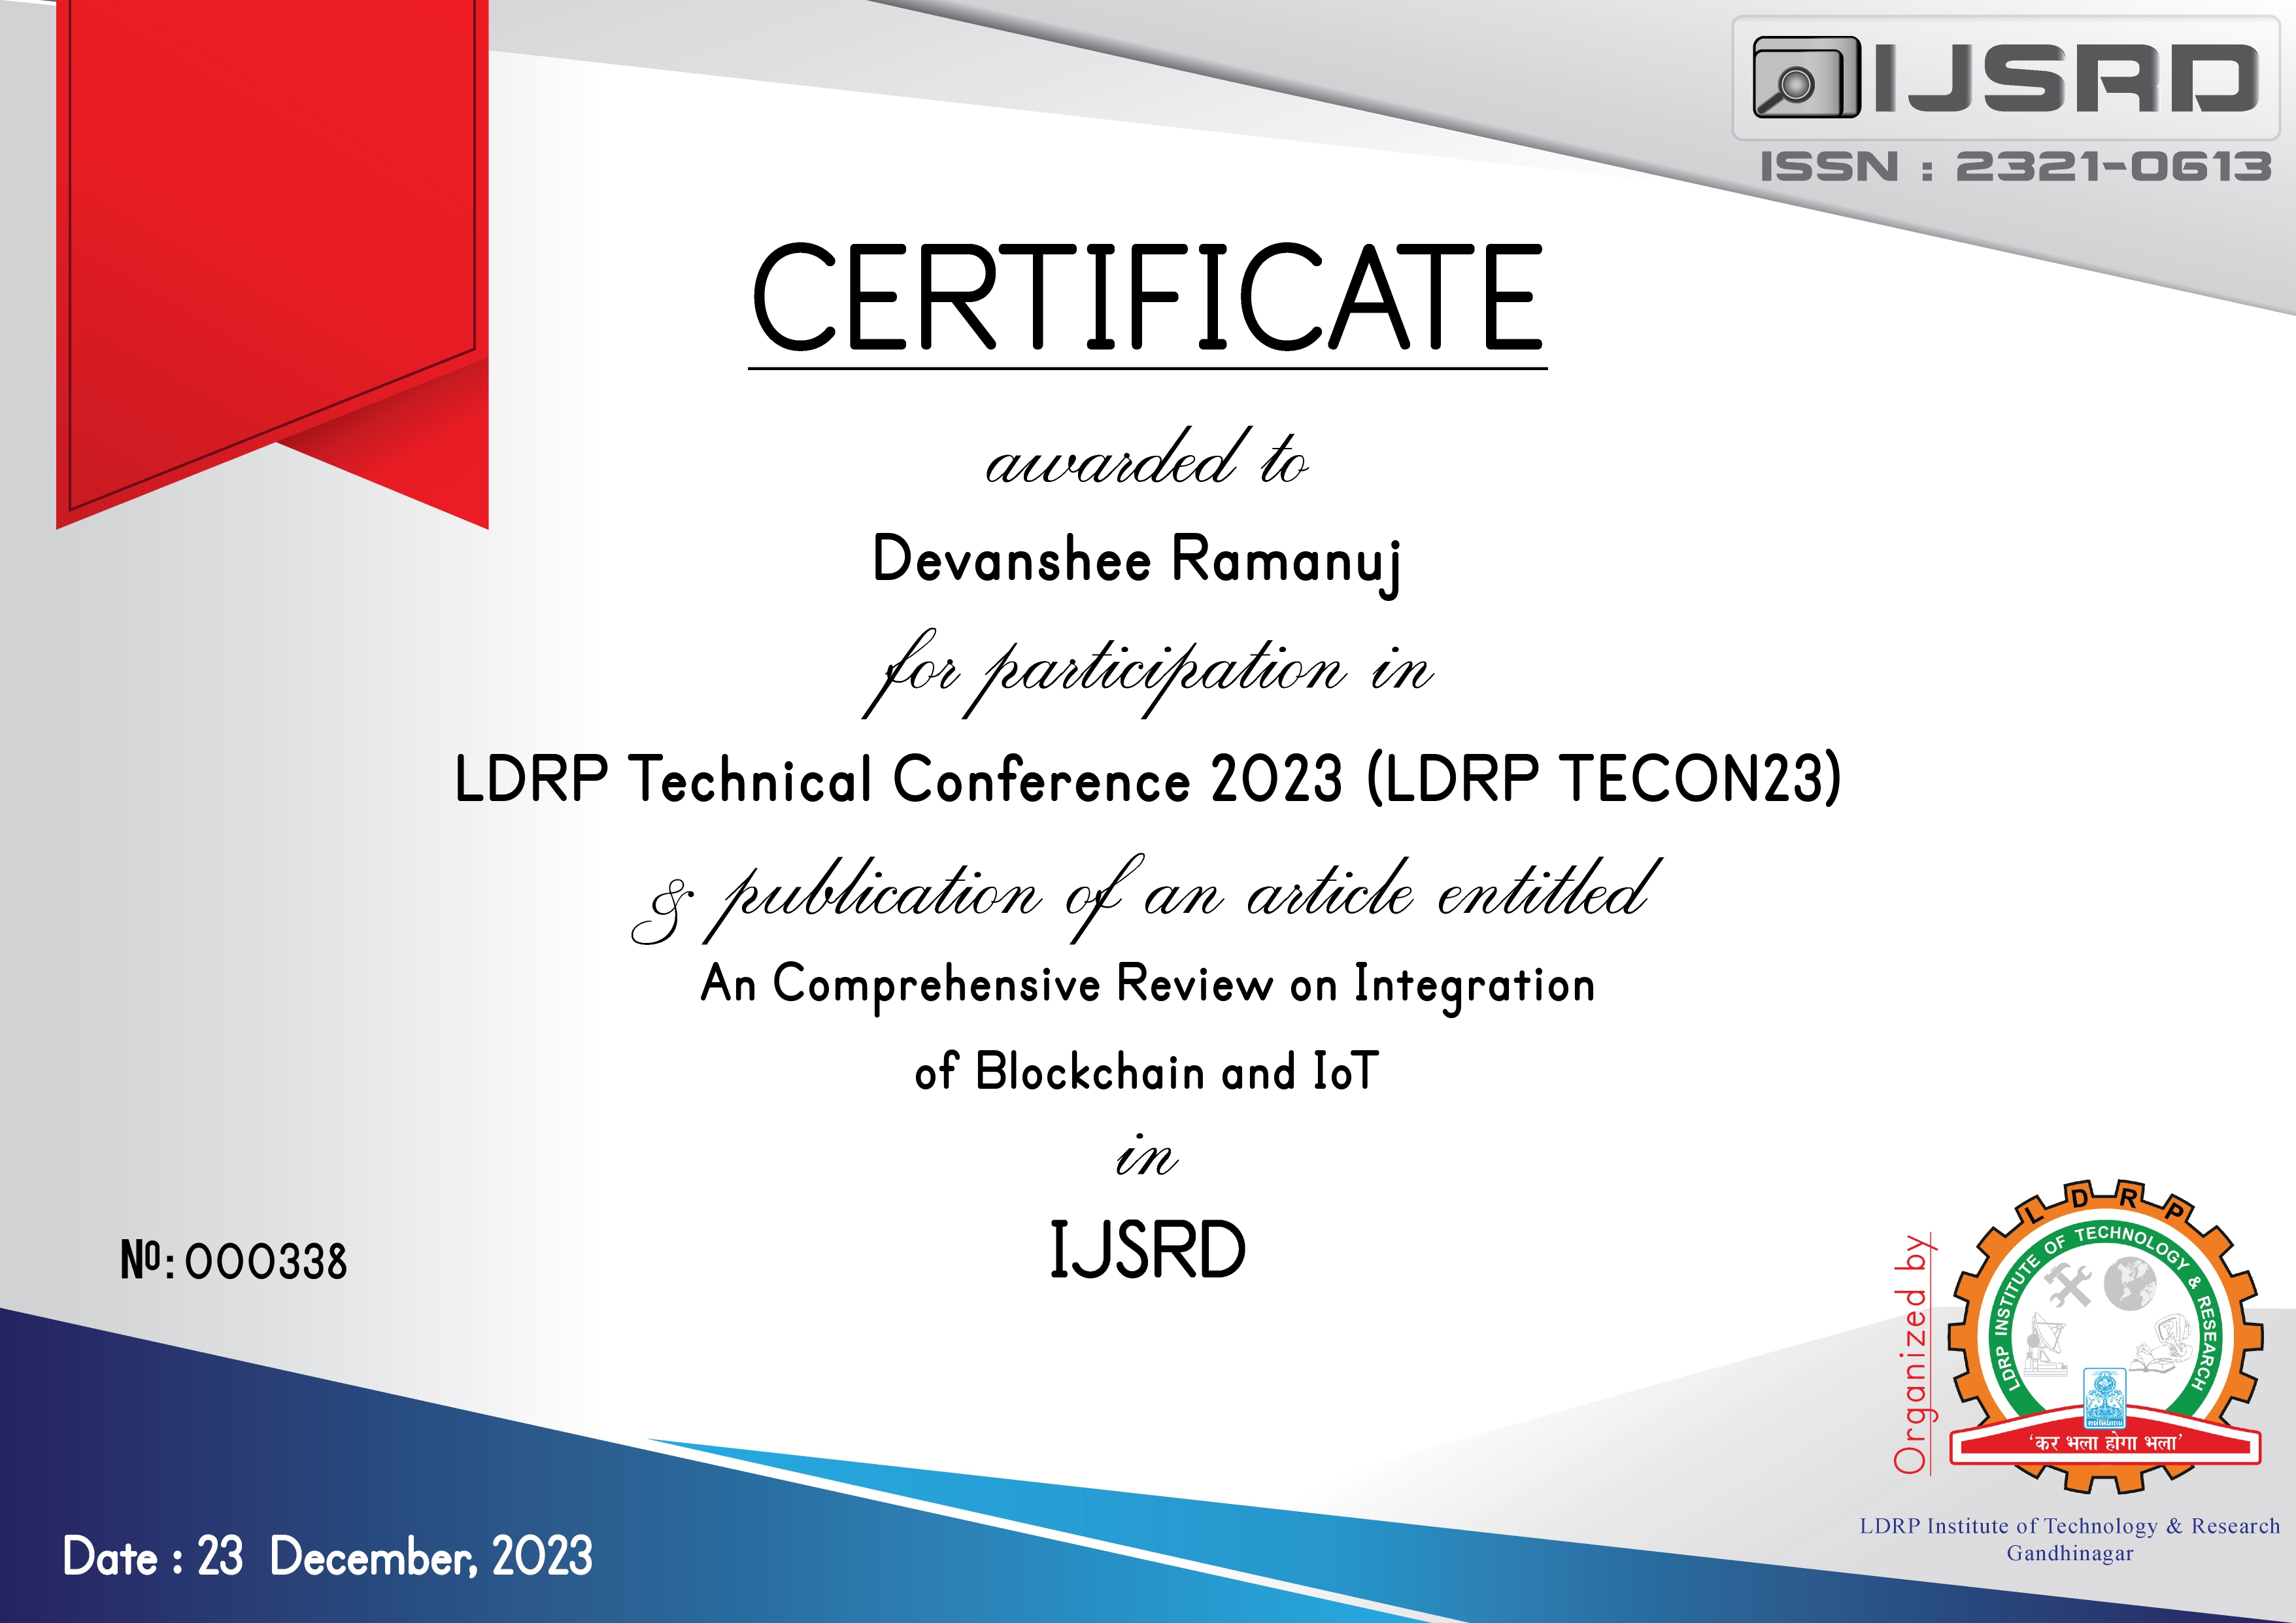 IJSRD
ISSN : 2321-0613
CERTIFICATE
awarded to
Devanshee Ramanuj
for participation in
LDRP Technical Conference 2023 (LDRP TECON23)
& publication of an article entitled
An Comprehensive Review on Integration
of Blockchain and IoT
in
IJSRD
Nº: 000338
Date : 23 December, 2023
Organized by
LDRP
LDRP INSTITUTE OF TECHNOLOGY & RESEARCH
‘कर भला होगा भला’
LDRP Institute of Technology & Research
Gandhinagar